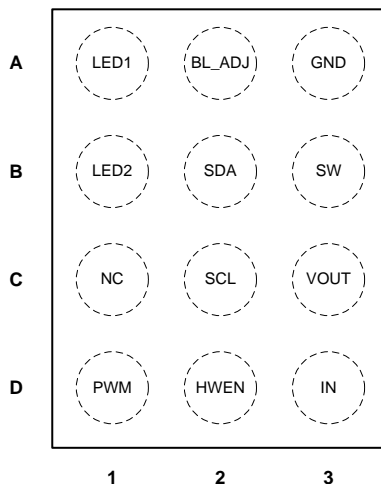 A LED1 BL_ADJ GND
B LED2 SDA SW
C NC SCL VOUT
D PWM HWEN IN
1 2 3